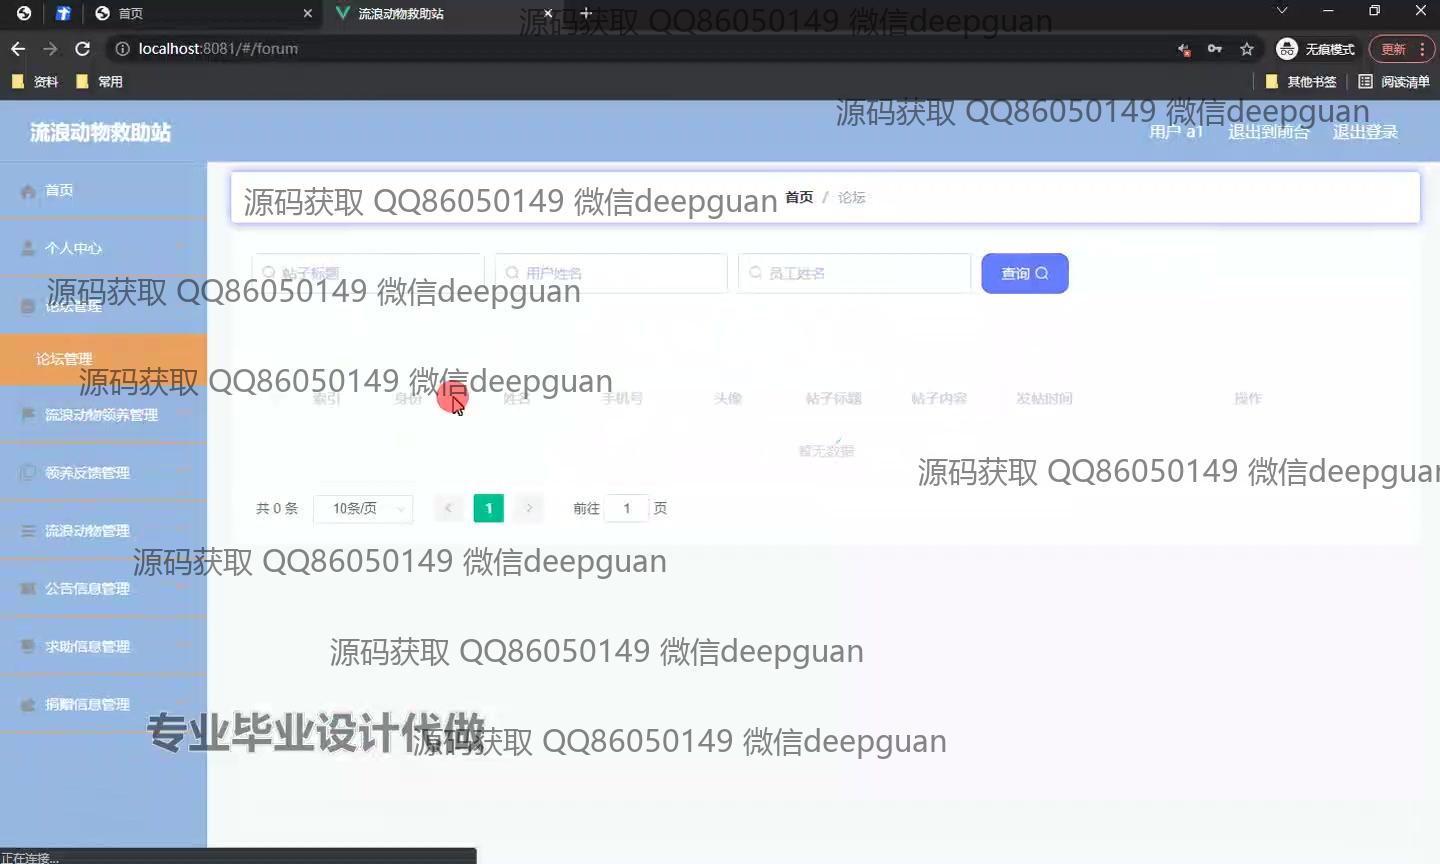 首页
流浪动物救助站
源码获取 QQ86050149 微信deepguan
localhost:8081/#/forum
无痕模式
更新
资料
常用
其他书签
阅读清单
源码获取 QQ86050149 微信deepguan
流浪动物救助站
用户 a1
退出到前台
退出登录
首页
源码获取 QQ86050149 微信deepguan
首页 / 论坛
个人中心
帖子标题
用户姓名
员工姓名
查询
源码获取 QQ86050149 微信deepguan
论坛管理
论坛管理
源码获取 QQ86050149 微信deepguan
索引
身份
姓名
手机号
头像
帖子标题
帖子内容
发帖时间
操作
流浪动物领养管理
暂无数据
领养反馈管理
源码获取 QQ86050149 微信deepguan
共 0 条
10条/页
1
前往 1 页
流浪动物管理
源码获取 QQ86050149 微信deepguan
公告信息管理
求助信息管理
源码获取 QQ86050149 微信deepguan
捐赠信息管理
专业毕业设计代做
源码获取 QQ86050149 微信deepguan
正在连接...